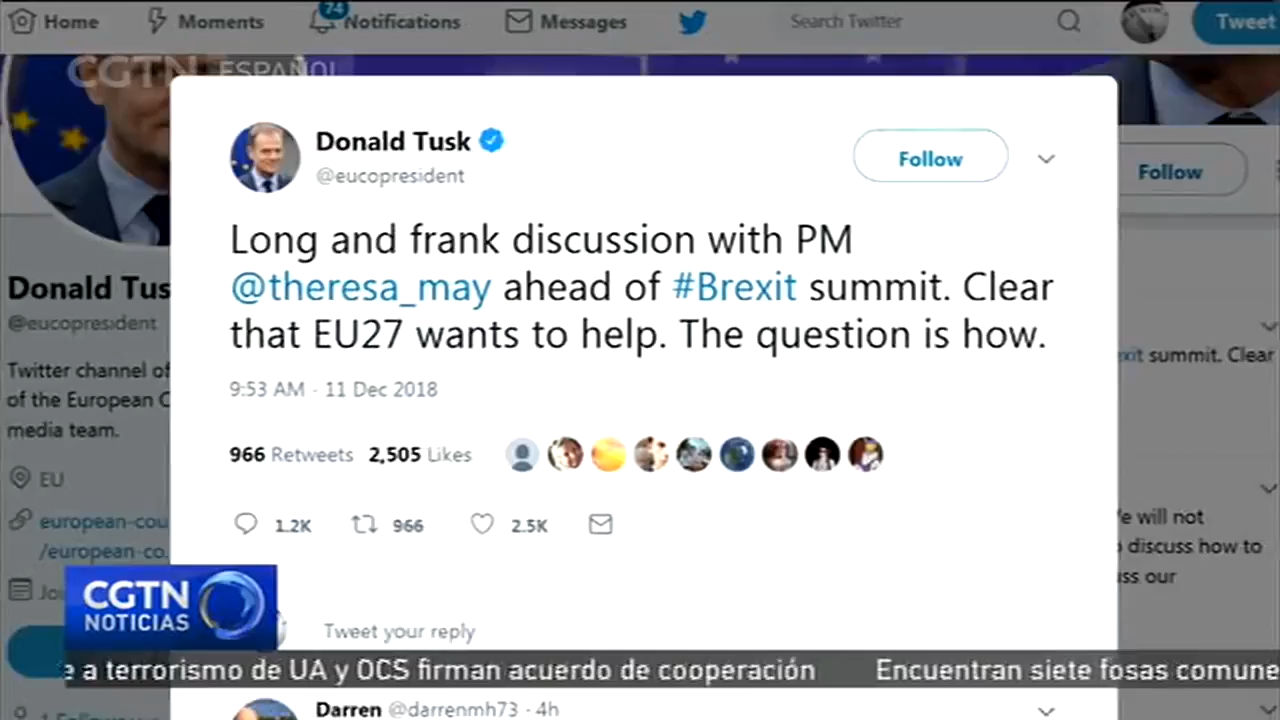 Home
Moments
74
Notifications
Messages
Search Twitter
Tweet
CGTN ESPAÑOL
Donald Tusk
@eucopresident
Follow
Follow
Long and frank discussion with PM
@theresa_may ahead of #Brexit summit. Clear
that EU27 wants to help. The question is how.
9:53 AM · 11 Dec 2018
966 Retweets 2,505 Likes
1.2K
966
2.5K
Donald Tus
@eucopresident
Twitter channel of
of the European C
media team.
EU
european-cou
/european-co.
Joi
xit summit. Clear
e will not
discuss how to
ss our
CGTN
NOTICIAS
Tweet your reply
e a terrorismo de UA y OCS firman acuerdo de cooperación
Encuentran siete fosas comune
Darren @darrenmh73 · 4h